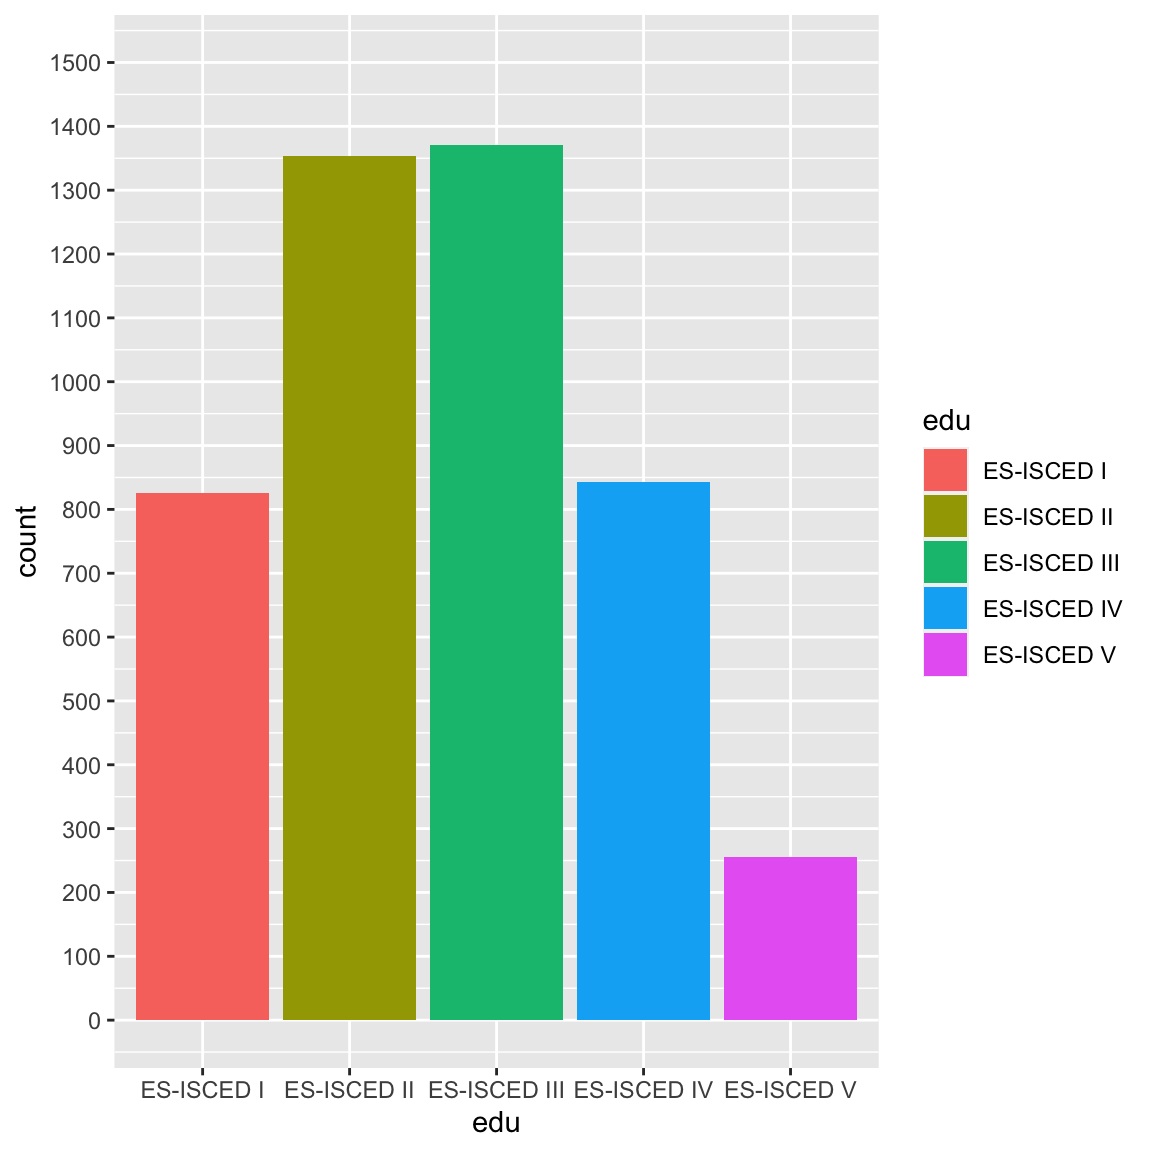 1500
1400
1300
1200
1100
1000
900
800
700
600
500
400
300
200
100
0
count
ES-ISCED I ES-ISCED II ES-ISCED III ES-ISCED IV ES-ISCED V
edu
edu
ES-ISCED I
ES-ISCED II
ES-ISCED III
ES-ISCED IV
ES-ISCED V